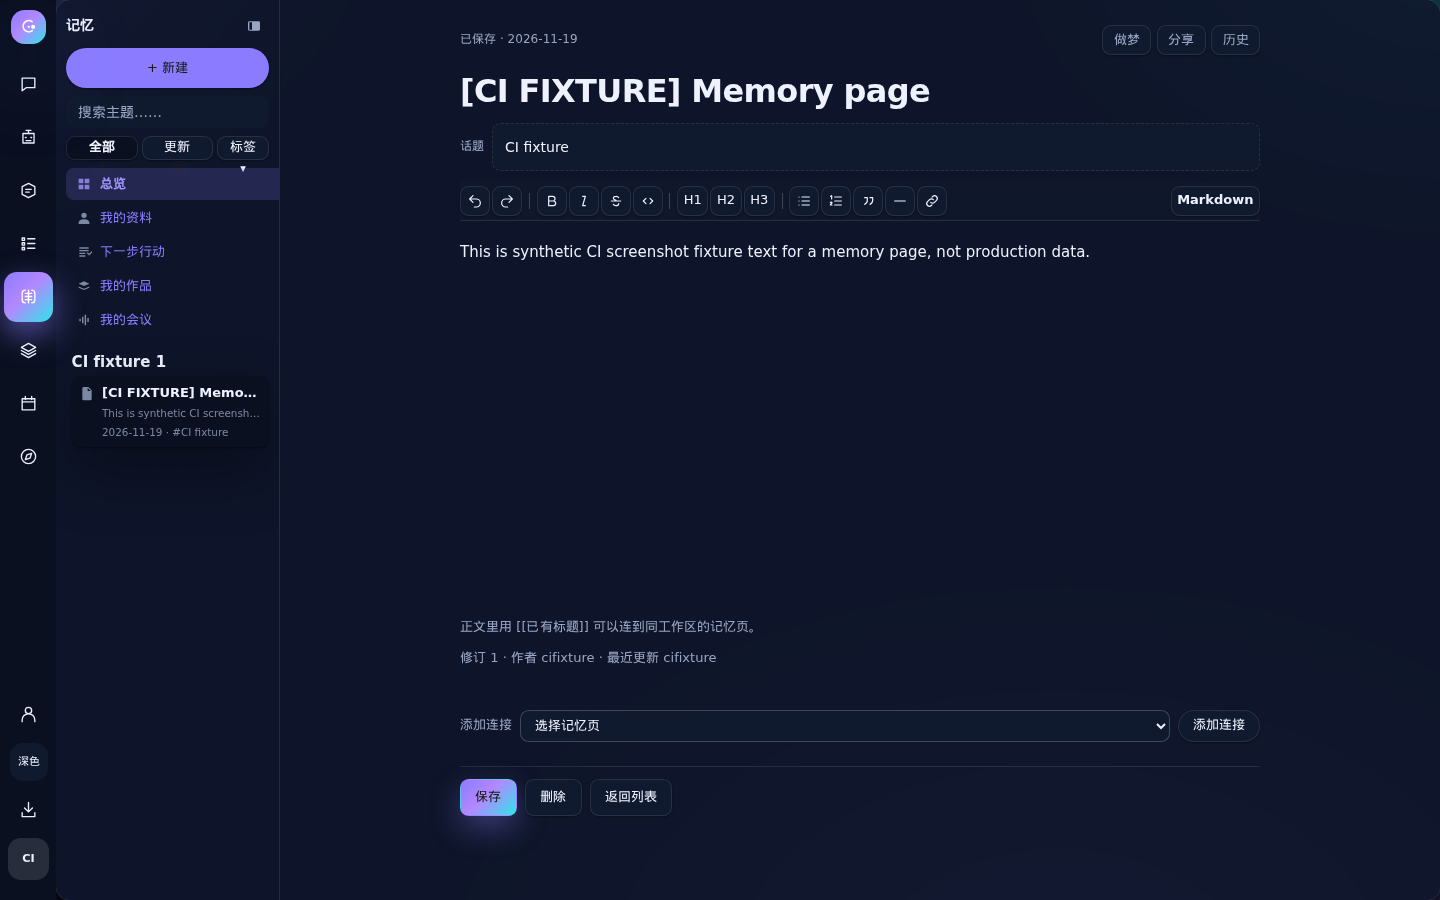 记忆
+ 新建
搜索主题……
全部
更新
标签
总览
我的资料
下一步行动
我的作品
我的会议
CI fixture 1
[CI FIXTURE] Memo…
This is synthetic CI screensh…
2026-11-19 · #CI fixture
深色
CI
已保存 · 2026-11-19
做梦
分享
历史
[CI FIXTURE] Memory page
话题
CI fixture
H1
H2
H3
Markdown
This is synthetic CI screenshot fixture text for a memory page, not production data.
正文里用 [[已有标题]] 可以连到同工作区的记忆页。
修订 1 · 作者 cifixture · 最近更新 cifixture
添加连接
选择记忆页
添加连接
保存
删除
返回列表